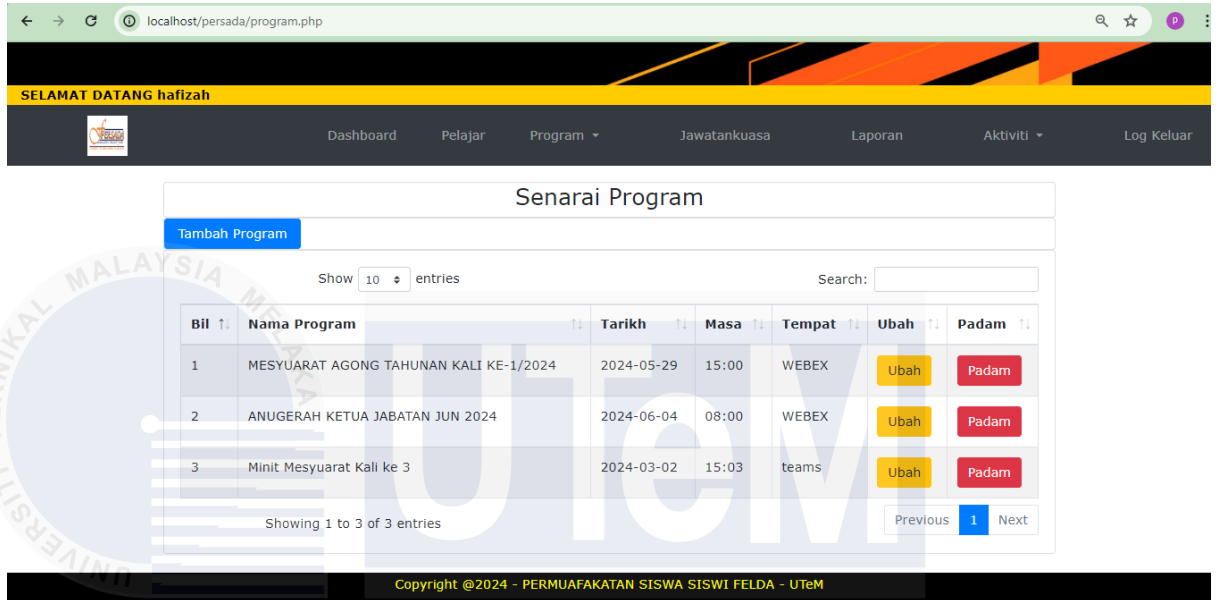 localhost/persada/program.php
SELAMAT DATANG hafizah
PERSADA
Dashboard Pelajar Program Jawatankuasa Laporan Aktiviti Log Keluar
Senarai Program
Tambah Program
Show 10 entries Search:
Bil Nama Program Tarikh Masa Tempat Ubah Padam
1 MESYUARAT AGONG TAHUNAN KALI KE-1/2024 2024-05-29 15:00 WEBEX Ubah Padam
2 ANUGERAH KETUA JABATAN JUN 2024 2024-06-04 08:00 WEBEX Ubah Padam
3 Minit Mesyuarat Kali ke 3 2024-03-02 15:03 teams Ubah Padam
Showing 1 to 3 of 3 entries Previous 1 Next
Copyright @2024 - PERMUAFAKATAN SISWA SISWI FELDA - UTeM
UTeM
MALAYSIA MELAKA